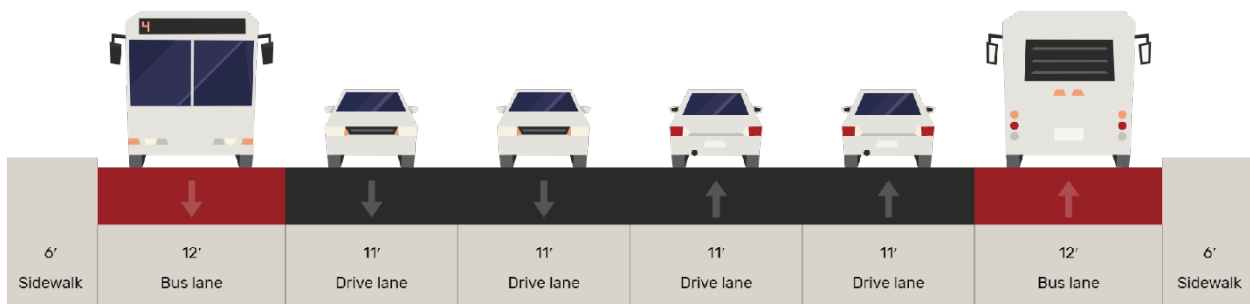 4
6′
12′
11′
11′
11′
11′
12′
6′
Sidewalk
Bus lane
Drive lane
Drive lane
Drive lane
Drive lane
Bus lane
Sidewalk